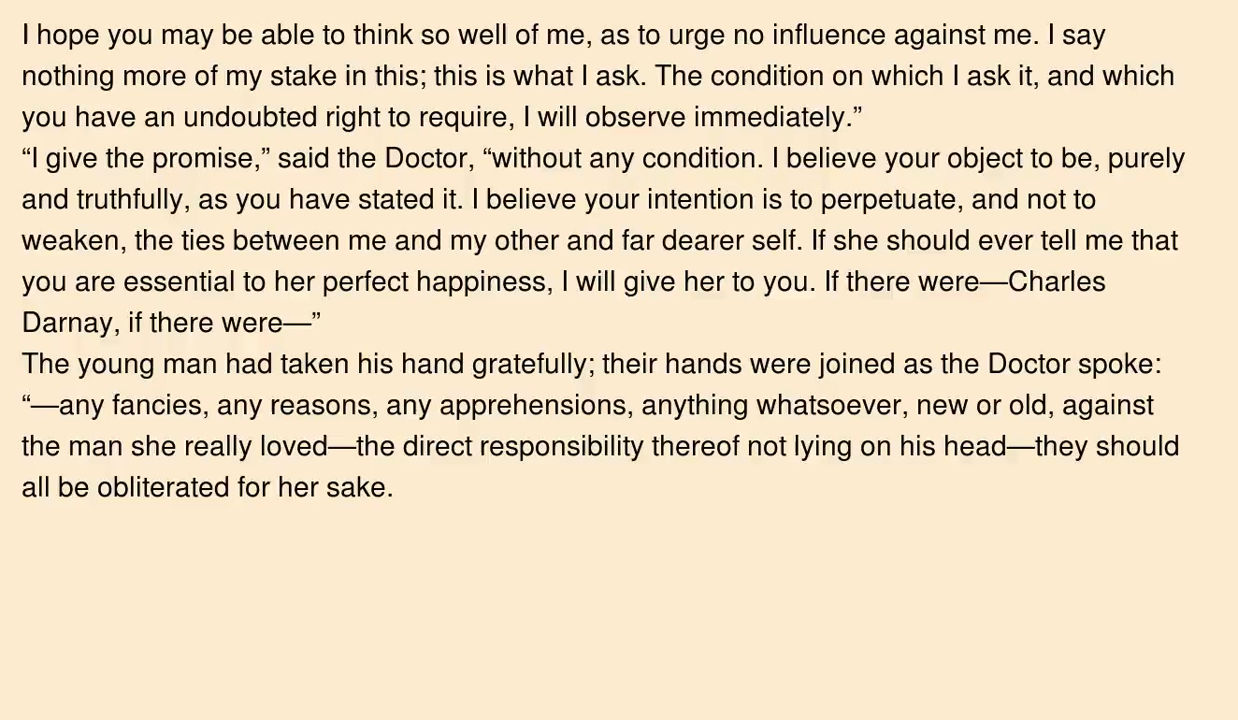 I hope you may be able to think so well of me, as to urge no influence against me. I say
nothing more of my stake in this; this is what I ask. The condition on which I ask it, and which
you have an undoubted right to require, I will observe immediately.”
“I give the promise,” said the Doctor, “without any condition. I believe your object to be, purely
and truthfully, as you have stated it. I believe your intention is to perpetuate, and not to
weaken, the ties between me and my other and far dearer self. If she should ever tell me that
you are essential to her perfect happiness, I will give her to you. If there were—Charles
Darnay, if there were—”
The young man had taken his hand gratefully; their hands were joined as the Doctor spoke:
“—any fancies, any reasons, any apprehensions, anything whatsoever, new or old, against
the man she really loved—the direct responsibility thereof not lying on his head—they should
all be obliterated for her sake.